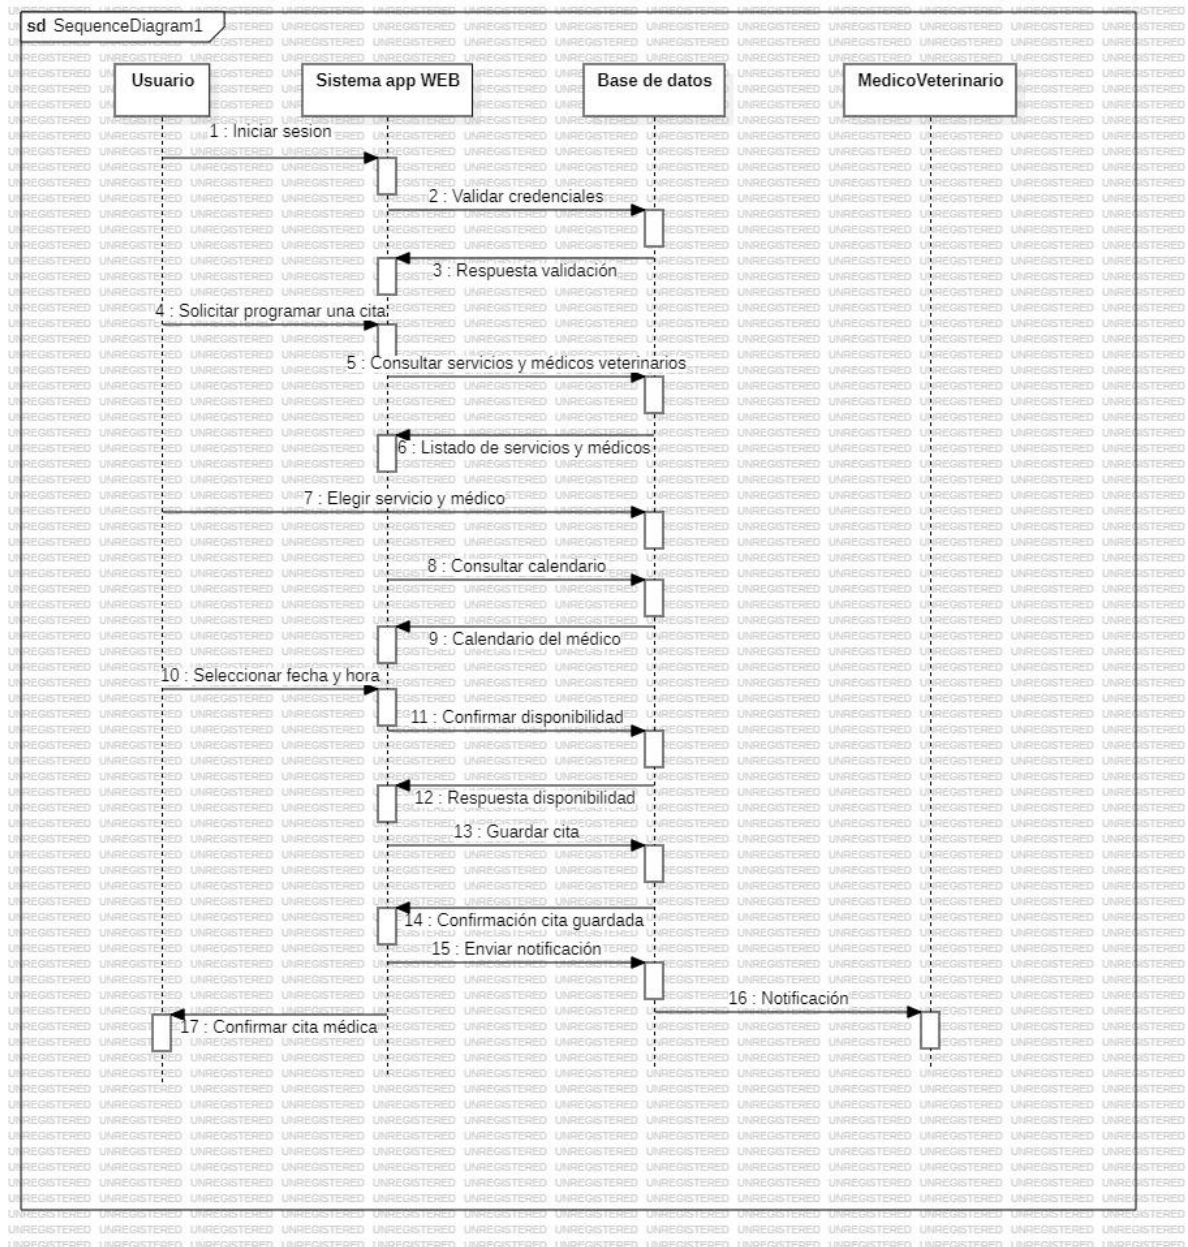 sd SequenceDiagram1
Usuario
Sistema app WEB
Base de datos
MedicoVeterinario
1 : Iniciar sesion
2 : Validar credenciales
3 : Respuesta validación
4 : Solicitar programar una cita
5 : Consultar servicios y médicos veterinarios
6 : Listado de servicios y médicos
7 : Elegir servicio y médico
8 : Consultar calendario
9 : Calendario del médico
10 : Seleccionar fecha y hora
11 : Confirmar disponibilidad
12 : Respuesta disponibilidad
13 : Guardar cita
14 : Confirmación cita guardada
15 : Enviar notificación
16 : Notificación
17 : Confirmar cita médica
UNREGISTERED